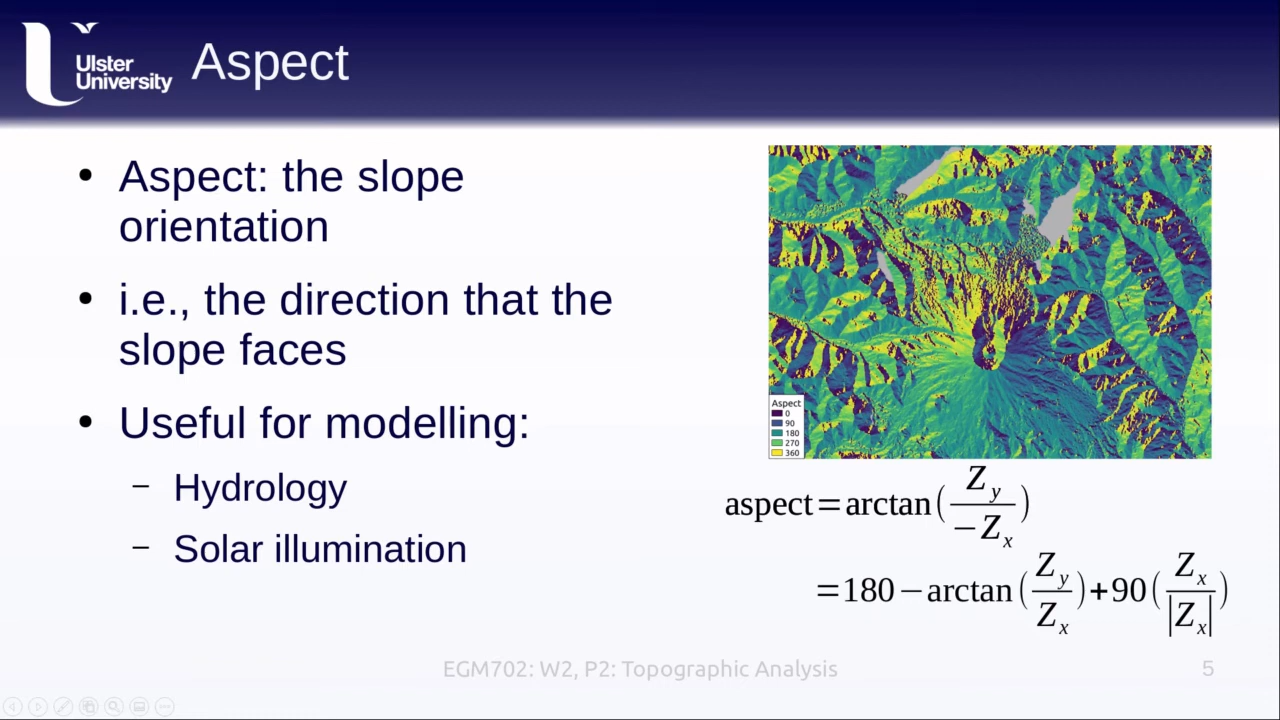 Ulster
University
Aspect
• Aspect: the slope
orientation
• i.e., the direction that the
slope faces
• Useful for modelling:
– Hydrology
– Solar illumination
Aspect
0
90
180
270
360
aspect=arctan(Z_y/−Z_x)
=180−arctan(Z_y/Z_x)+90(Z_x/|Z_x|)
EGM702: W2, P2: Topographic Analysis
5